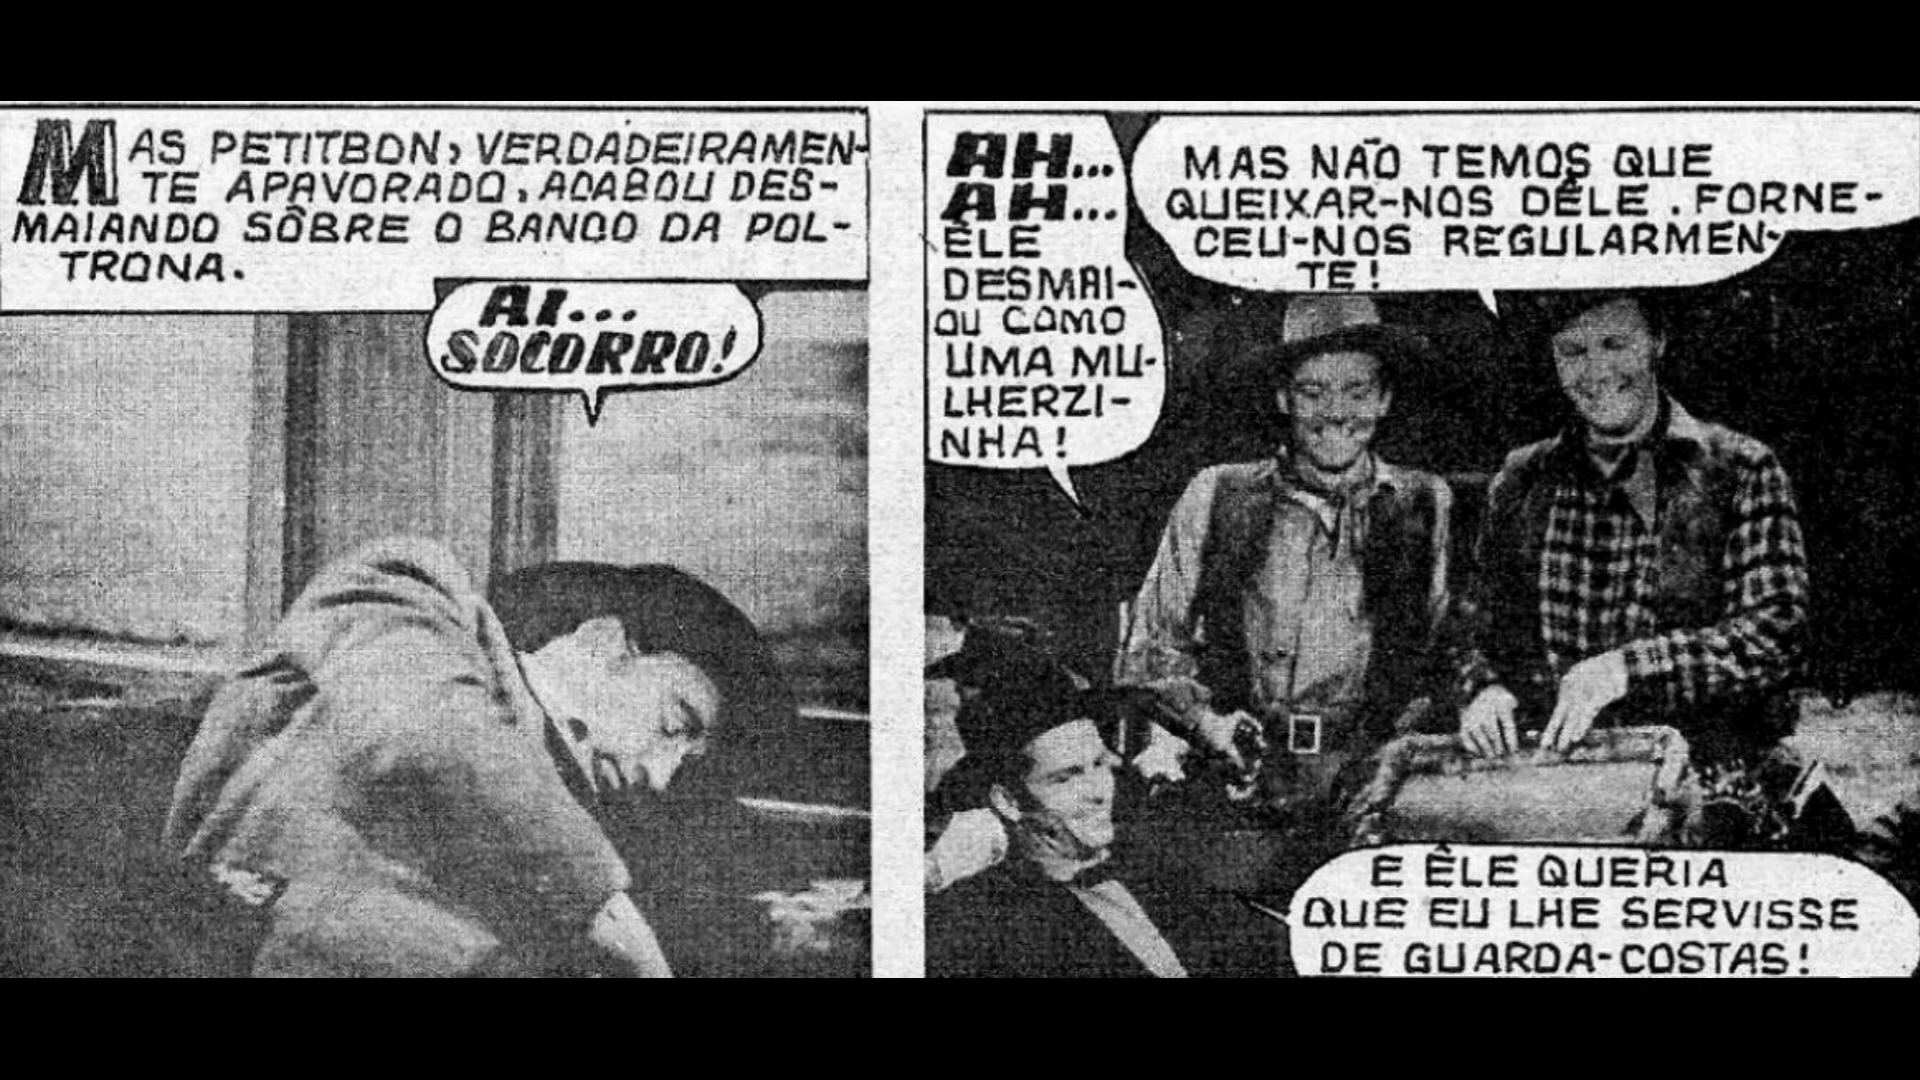 MAS PETITBON, VERDADEIRAMEN-
TE APAVORADO, ACABOU DES-
MAIANDO SÔBRE O BANCO DA POL-
TRONA.
AI...
SOCORRO!
AH...
AH...
ÊLE
DESMAI-
OU COMO
UMA MU-
LHERZI-
NHA!
MAS NÃO TEMOS QUE
QUEIXAR-NOS DÊLE. FORNE-
CEU-NOS REGULARMEN-
TE!
E ÊLE QUERIA
QUE EU LHE SERVISSE
DE GUARDA-COSTAS!